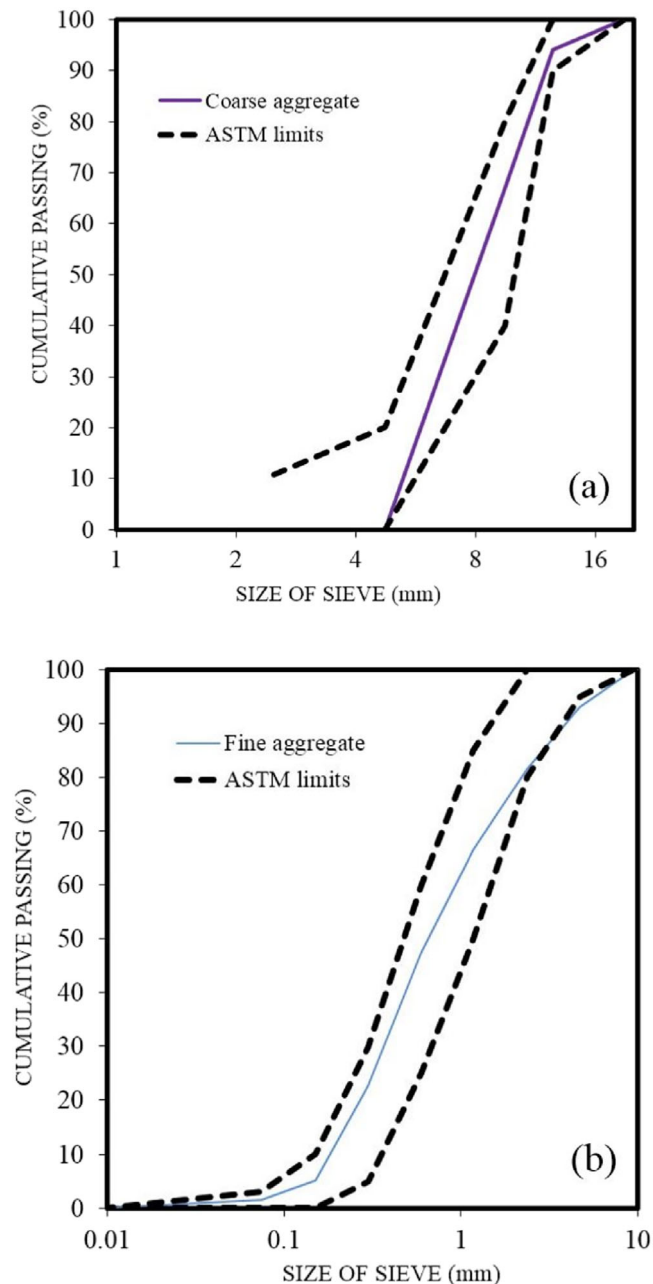 100
90
80
70
60
50
40
30
20
10
0
CUMULATIVE PASSING (%)
Coarse aggregate
ASTM limits
(a)
1 2 4 8 16
SIZE OF SIEVE (mm)
100
90
80
70
60
50
40
30
20
10
0
CUMULATIVE PASSING (%)
Fine aggregate
ASTM limits
(b)
0.01 0.1 1 10
SIZE OF SIEVE (mm)